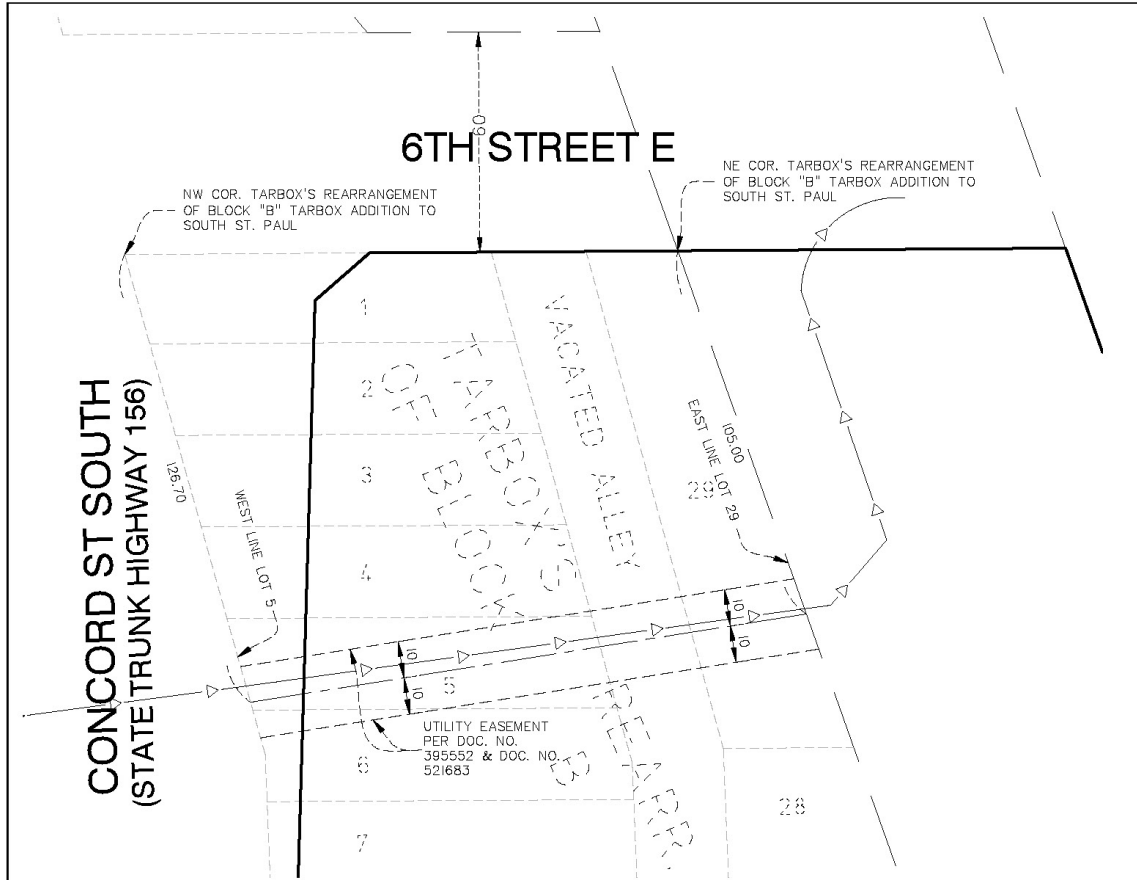 60
6TH STREET E
NW COR. TARBOX'S REARRANGEMENT
OF BLOCK "B" TARBOX ADDITION TO
SOUTH ST. PAUL
NE COR. TARBOX'S REARRANGEMENT
OF BLOCK "B" TARBOX ADDITION TO
SOUTH ST. PAUL
1
2
3
4
5
6
7
VACATED ALLEY
TARBOX'S
REARR.
OF BLOCK
B
29
28
105.00
EAST LINE LOT 29
126.70
WEST LINE LOT 5
CONCORD ST SOUTH
(STATE TRUNK HIGHWAY 156)
10
10
10
10
UTILITY EASEMENT
PER DOC. NO.
395552 & DOC. NO.
521683